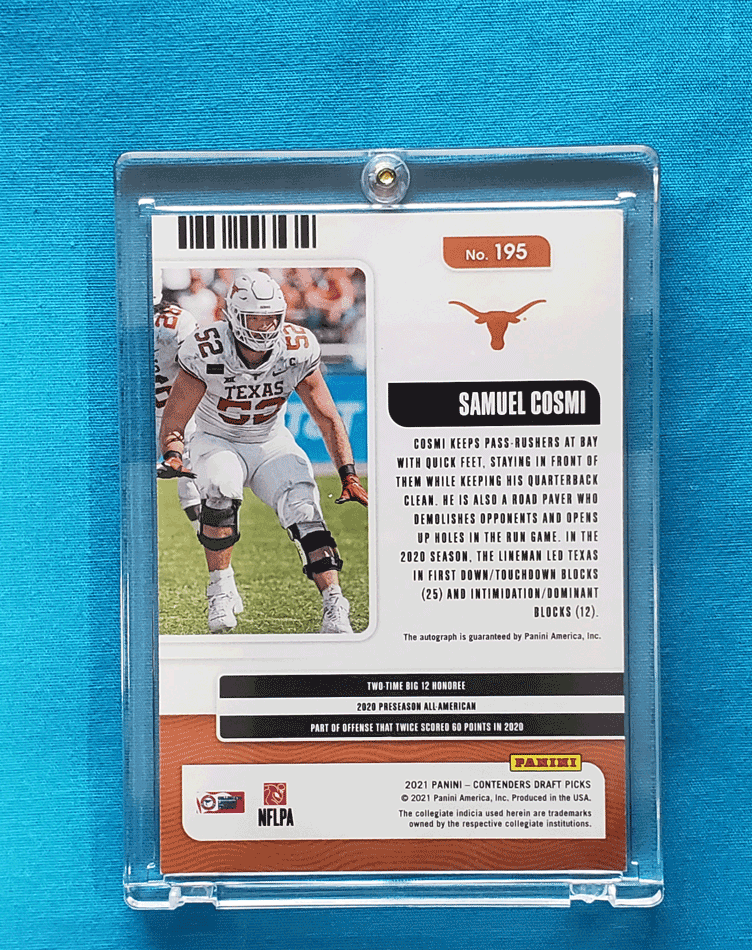 No. 195
52
52
TEXAS
52
SAMUEL COSMI
COSMI KEEPS PASS-RUSHERS AT BAY
WITH QUICK FEET, STAYING IN FRONT OF
THEM WHILE KEEPING HIS QUARTERBACK
CLEAN. HE IS ALSO A ROAD PAVER WHO
DEMOLISHES OPPONENTS AND OPENS
UP HOLES IN THE RUN GAME. IN THE
2020 SEASON, THE LINEMAN LED TEXAS
IN FIRST DOWN/TOUCHDOWN BLOCKS
(25) AND INTIMIDATION/DOMINANT
BLOCKS (12).
The autograph is guaranteed by Panini America, Inc.
TWO-TIME BIG 12 HONOREE
2020 PRESEASON ALL-AMERICAN
PART OF OFFENSE THAT TWICE SCORED 60 POINTS IN 2020
PANINI
2021 PANINI – CONTENDERS DRAFT PICKS
© 2021 Panini America, Inc. Produced in the USA.
The collegiate indicia used herein are trademarks
owned by the respective collegiate institutions.
NFLPA